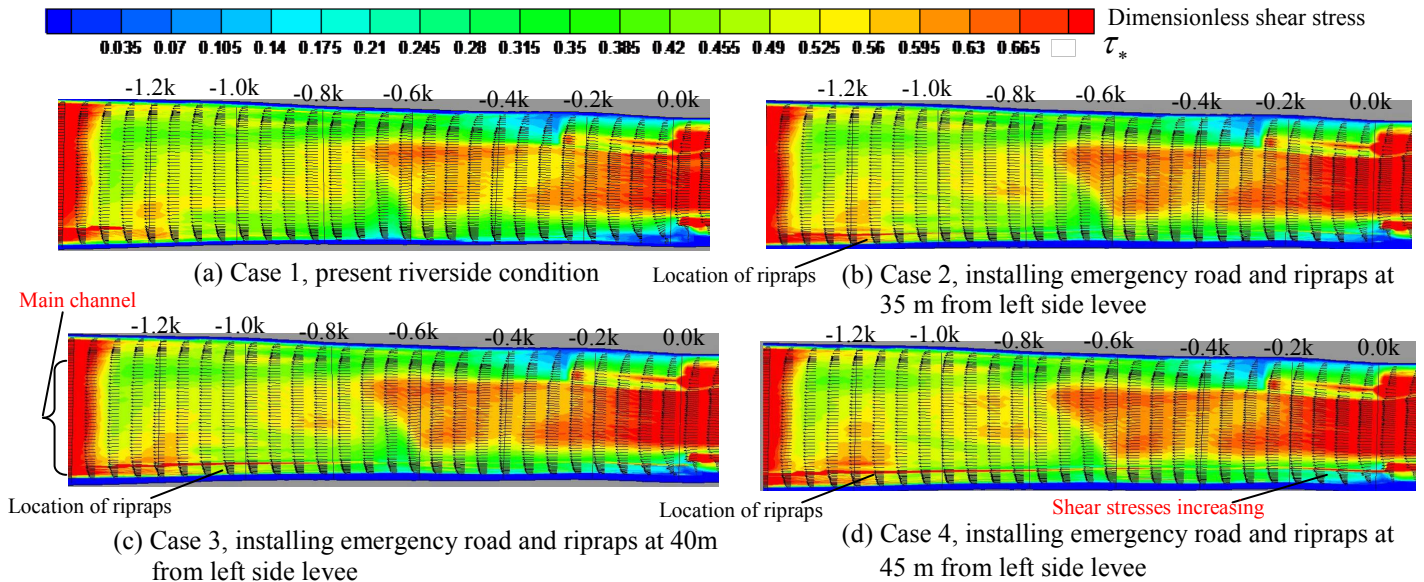 Dimensionless shear stress
τ*
0.035 0.07 0.105 0.14 0.175 0.21 0.245 0.28 0.315 0.35 0.385 0.42 0.455 0.49 0.525 0.56 0.595 0.63 0.665
-1.2k -1.0k -0.8k -0.6k -0.4k -0.2k 0.0k
(a) Case 1, present riverside condition
-1.2k -1.0k -0.8k -0.6k -0.4k -0.2k 0.0k
Location of ripraps
(b) Case 2, installing emergency road and ripraps at
35 m from left side levee
Main channel
-1.2k -1.0k -0.8k -0.6k -0.4k -0.2k 0.0k
Location of ripraps
(c) Case 3, installing emergency road and ripraps at 40m
from left side levee
-1.2k -1.0k -0.8k -0.6k -0.4k -0.2k 0.0k
Location of ripraps
Shear stresses increasing
(d) Case 4, installing emergency road and ripraps at
45 m from left side levee